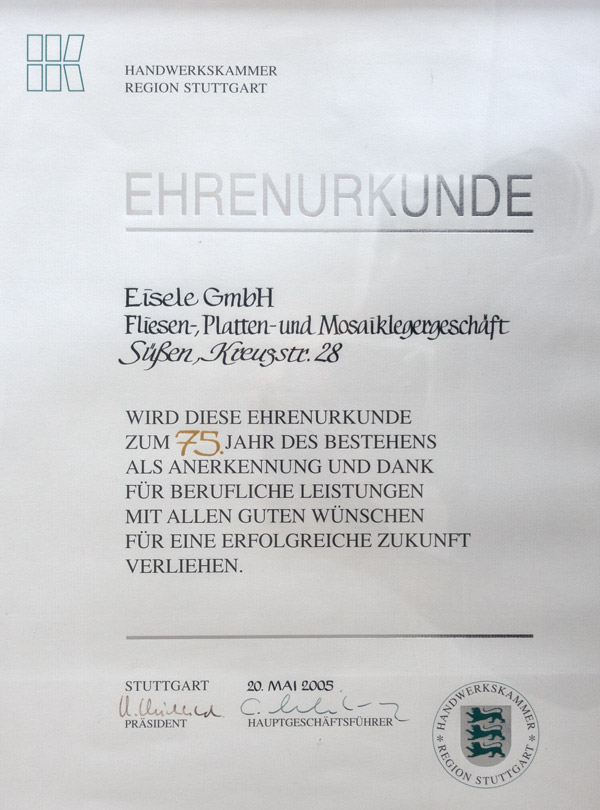 HANDWERKSKAMMER
REGION STUTTGART
EHRENURKUNDE
Eisele GmbH
Fliesen-, Platten- und Mosaiklegergeschäft
Süßen, Kreuzstr. 28
WIRD DIESE EHRENURKUNDE
ZUM 75. JAHR DES BESTEHENS
ALS ANERKENNUNG UND DANK
FÜR BERUFLICHE LEISTUNGEN
MIT ALLEN GUTEN WÜNSCHEN
FÜR EINE ERFOLGREICHE ZUKUNFT
VERLIEHEN.
STUTTGART 20. MAI 2005
PRÄSIDENT HAUPTGESCHÄFTSFÜHRER
HANDWERKSKAMMER
* REGION STUTTGART *